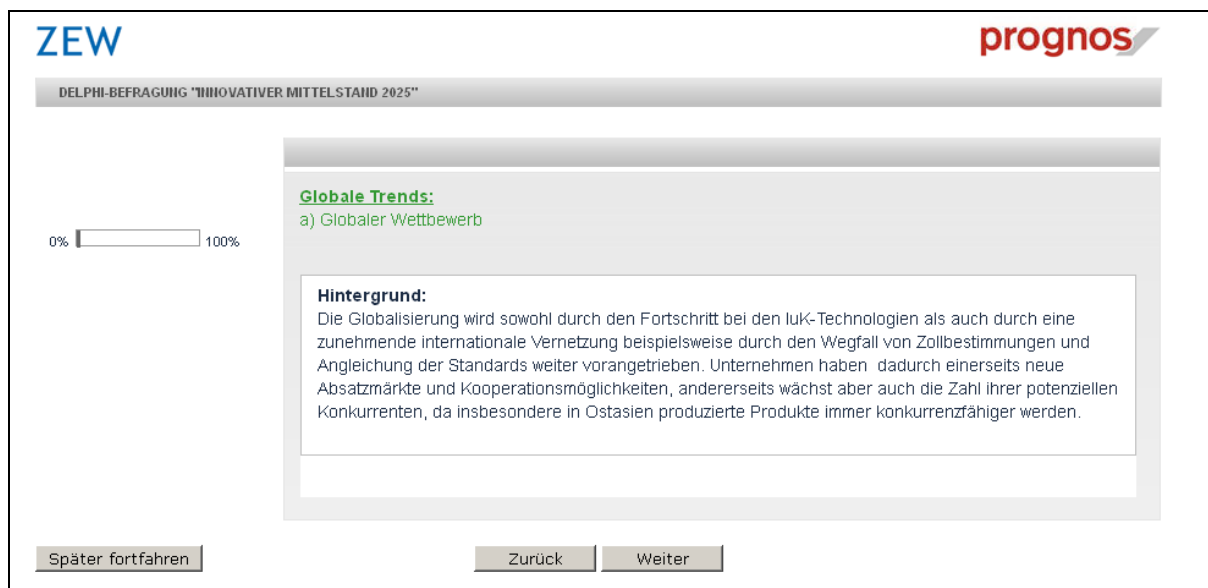 ZEW
prognos
DELPHI-BEFRAGUNG "INNOVATIVER MITTELSTAND 2025"
Globale Trends:
a) Globaler Wettbewerb
0% 100%
Hintergrund:
Die Globalisierung wird sowohl durch den Fortschritt bei den IuK-Technologien als auch durch eine
zunehmende internationale Vernetzung beispielsweise durch den Wegfall von Zollbestimmungen und
Angleichung der Standards weiter vorangetrieben. Unternehmen haben dadurch einerseits neue
Absatzmärkte und Kooperationsmöglichkeiten, andererseits wächst aber auch die Zahl ihrer potenziellen
Konkurrenten, da insbesondere in Ostasien produzierte Produkte immer konkurrenzfähiger werden.
Später fortfahren
Zurück
Weiter